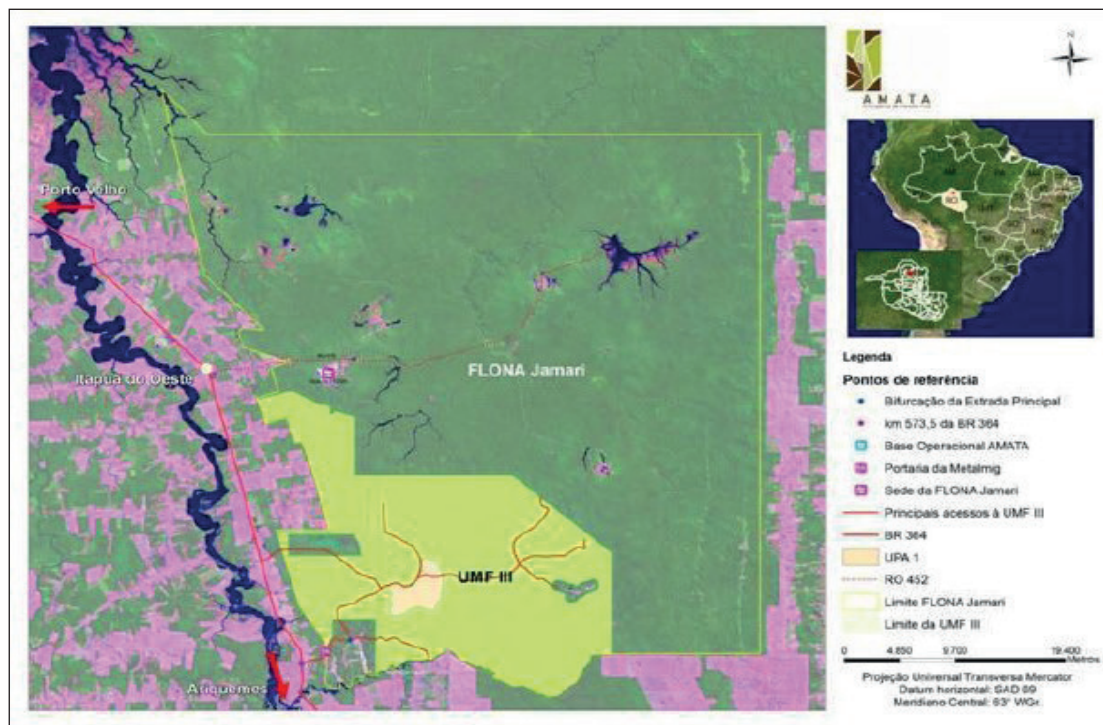 Porto Velho
Itapuã do Oeste
FLONA Jamari
UMF III
Ariquemes
AMATA
N
RO
Legenda
Pontos de referência
Bifurcação da Estrada Principal
km 573,5 da BR 364
Base Operacional AMATA
Portaria da Metalmig
Sede da FLONA Jamari
Principais acessos à UMF III
BR 364
UPA 1
RO 452
Limite FLONA Jamari
Limite da UMF III
0 4.850 9.700 19.400
Metros
Projeção Universal Transversa Mercator
Datum horizontal: SAD 69
Meridiano Central: 63° WGr.